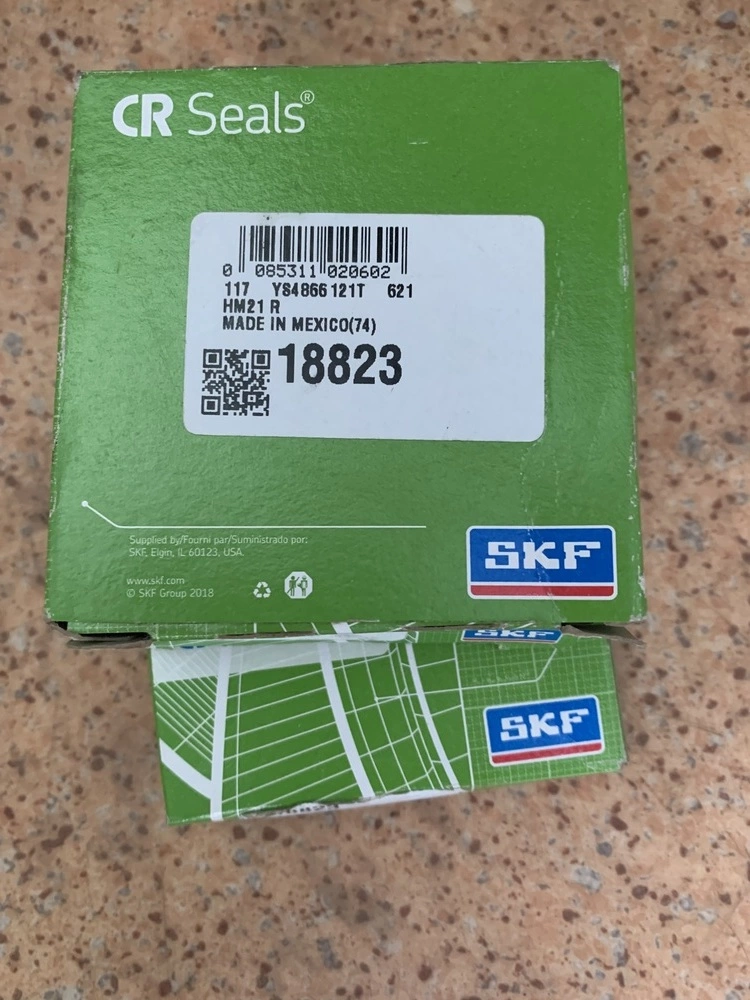 CR Seals®
0 085311 020602
117 YS4866 121T 621
HM21 R
MADE IN MEXICO(74)
18823
Supplied by/Fourni par/Suministrado por:
SKF, Elgin, IL 60123, USA.
www.skf.com
© SKF Group 2018
SKF
SKF
SKF